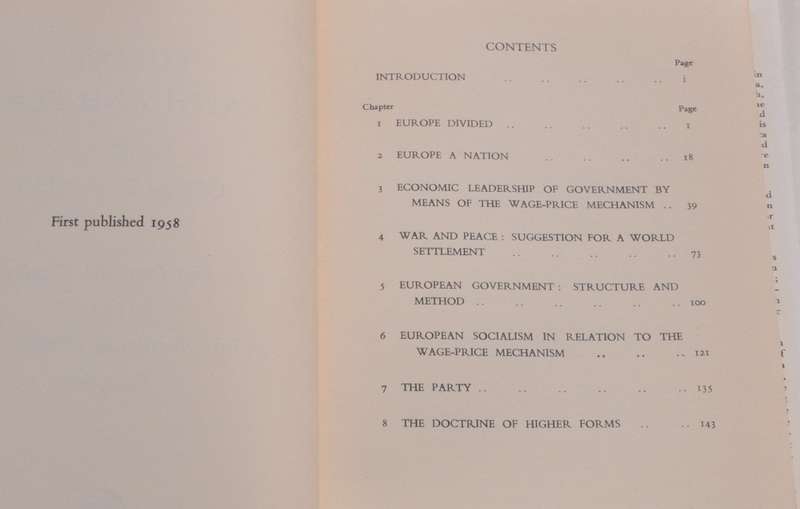 First published 1958
CONTENTS
Page
INTRODUCTION .. .. .. .. .. i
Chapter Page
1 EUROPE DIVIDED .. .. .. .. .. 1
2 EUROPE A NATION .. .. .. .. 18
3 ECONOMIC LEADERSHIP OF GOVERNMENT BY
MEANS OF THE WAGE-PRICE MECHANISM .. 39
4 WAR AND PEACE : SUGGESTION FOR A WORLD
SETTLEMENT .. .. .. .. .. 73
5 EUROPEAN GOVERNMENT : STRUCTURE AND
METHOD .. .. .. .. .. .. 100
6 EUROPEAN SOCIALISM IN RELATION TO THE
WAGE-PRICE MECHANISM .. .. .. 121
7 THE PARTY .. .. .. .. .. .. 135
8 THE DOCTRINE OF HIGHER FORMS .. .. 143